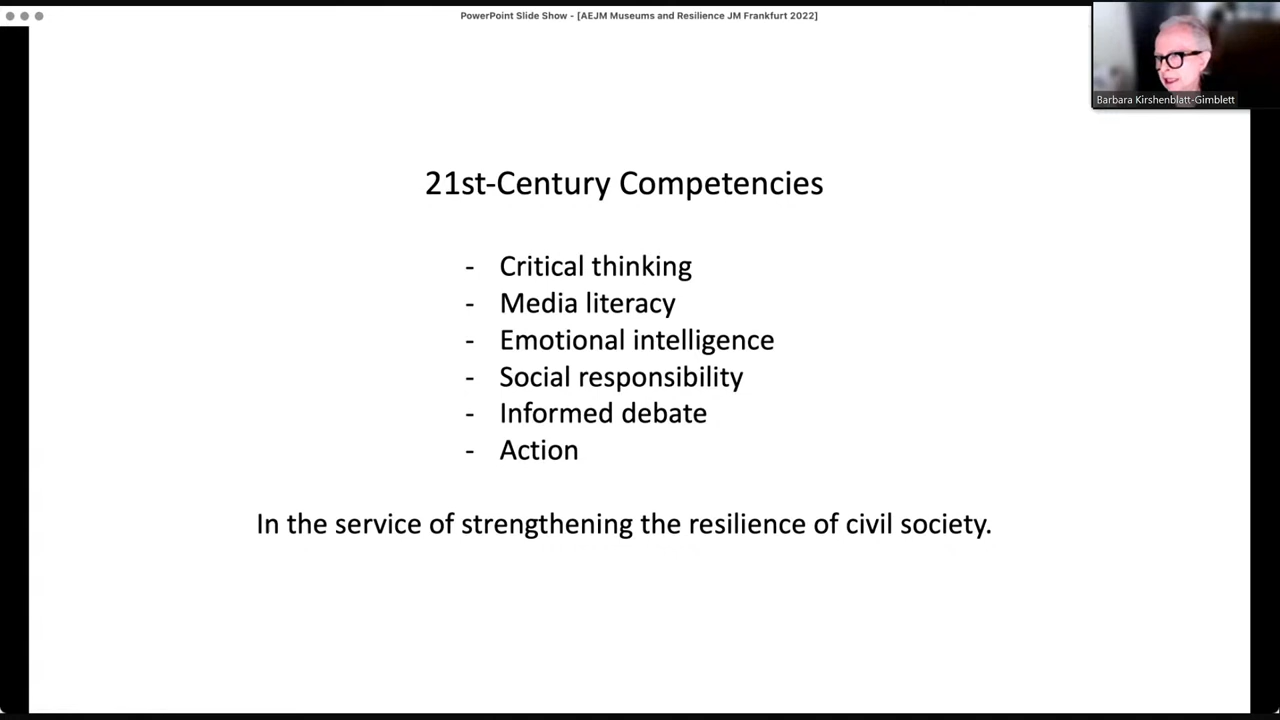 PowerPoint Slide Show - [AEJM Museums and Resilience JM Frankfurt 2022]
Barbara Kirshenblatt-Gimblett
21st-Century Competencies
- Critical thinking
- Media literacy
- Emotional intelligence
- Social responsibility
- Informed debate
- Action
In the service of strengthening the resilience of civil society.